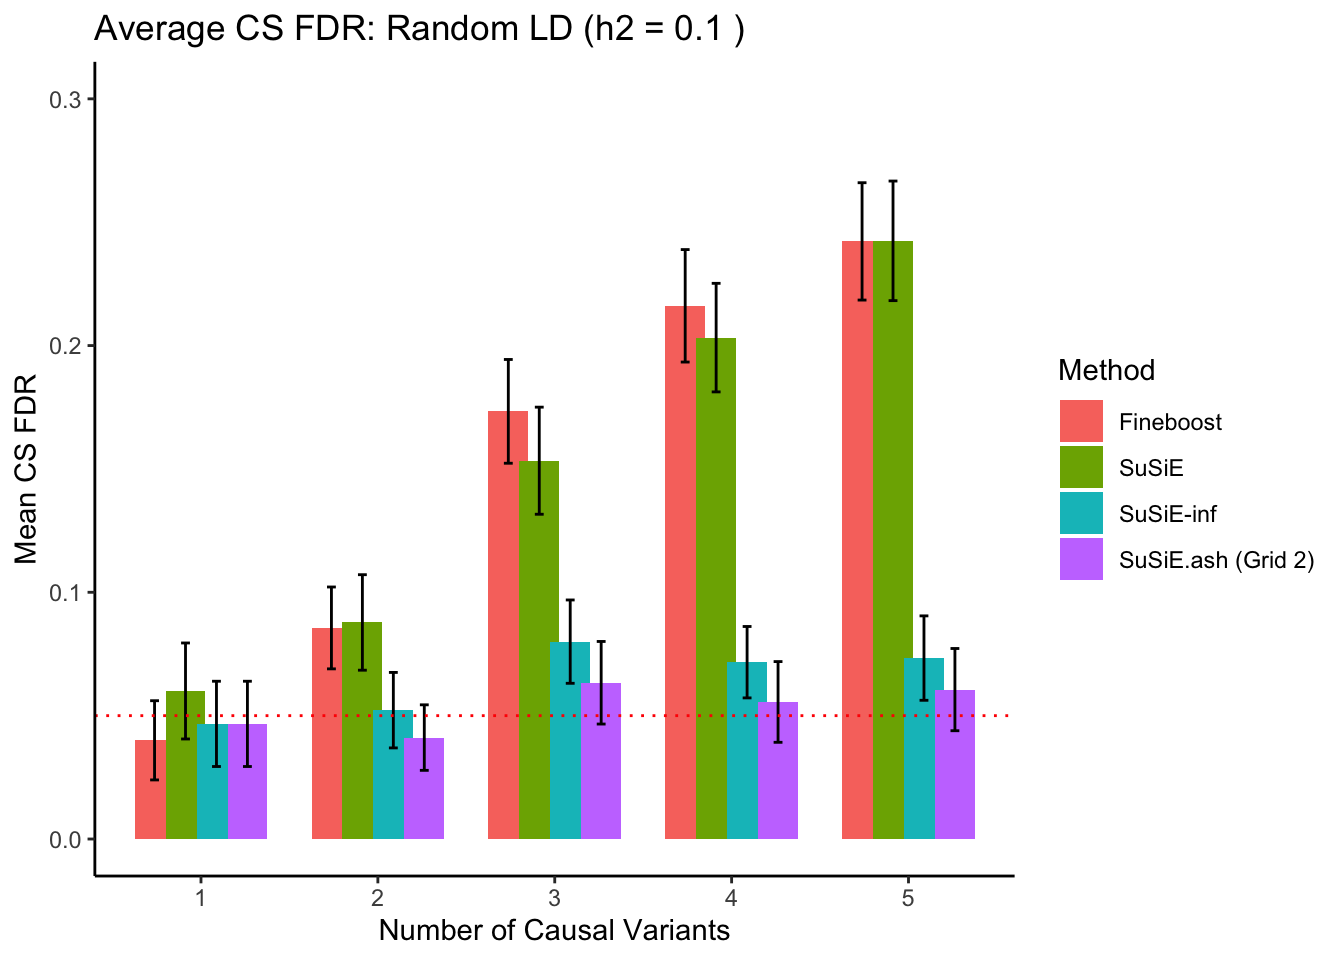 Average CS FDR: Random LD (h2 = 0.1 )
Mean CS FDR
0.3
0.2
0.1
0.0
1 2 3 4 5
Number of Causal Variants
Method
Fineboost
SuSiE
SuSiE-inf
SuSiE.ash (Grid 2)